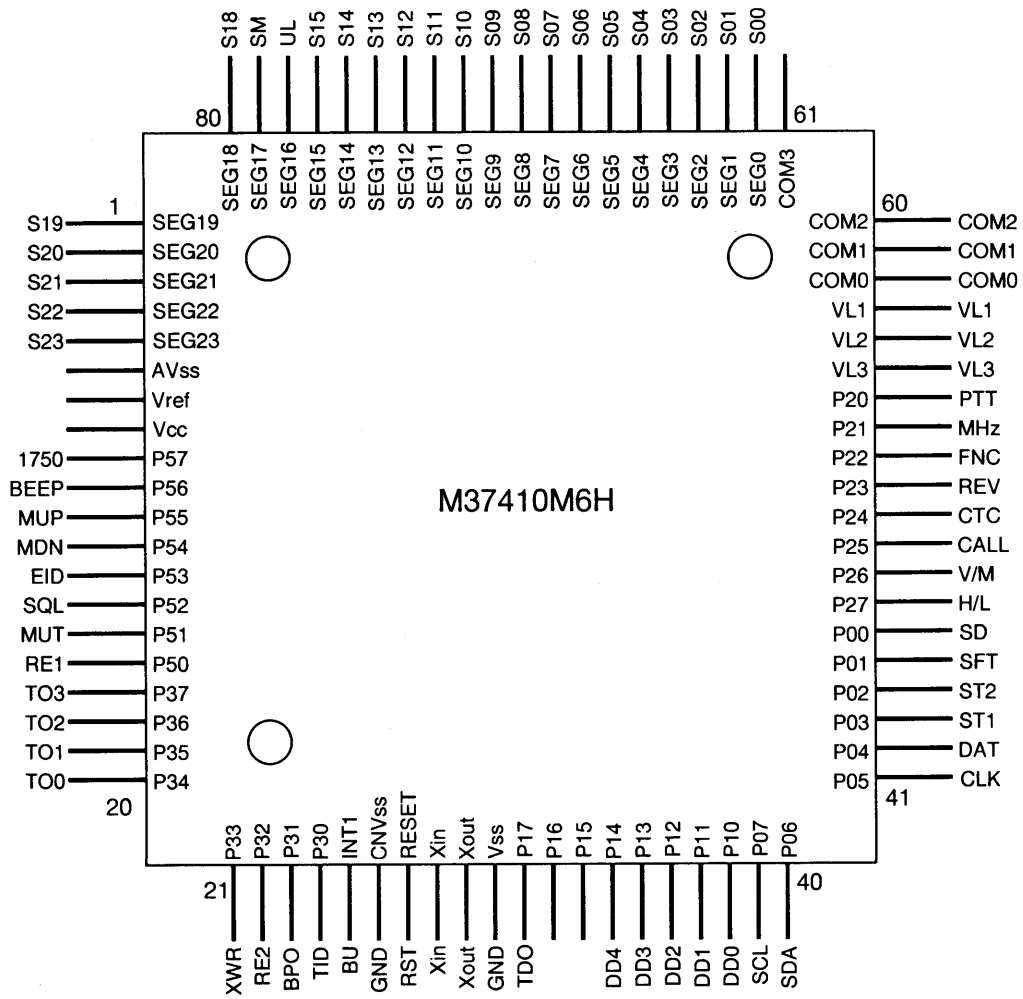 S18 SM UL S15 S14 S13 S12 S11 S10 S09 S08 S07 S06 S05 S04 S03 S02 S01 S00
80 61
SEG18 SEG17 SEG16 SEG15 SEG14 SEG13 SEG12 SEG11 SEG10 SEG9 SEG8 SEG7 SEG6 SEG5 SEG4 SEG3 SEG2 SEG1 SEG0 COM3
1 60
S19 SEG19 COM2 COM2
S20 SEG20 COM1 COM1
S21 SEG21 COM0 COM0
S22 SEG22 VL1 VL1
S23 SEG23 VL2 VL2
AVss VL3 VL3
Vref P20 PTT
Vcc P21 MHz
1750 P57 P22 FNC
BEEP P56 P23 REV
M37410M6H
MUP P55 P24 CTC
MDN P54 P25 CALL
EID P53 P26 V/M
SQL P52 P27 H/L
MUT P51 P00 SD
RE1 P50 P01 SFT
TO3 P37 P02 ST2
TO2 P36 P03 ST1
TO1 P35 P04 DAT
TO0 P34 P05 CLK
20 41
P33 P32 P31 P30 INT1 CNVss RESET Xin Xout Vss P17 P16 P15 P14 P13 P12 P11 P10 P07 P06
21 40
XWR RE2 BPO TID BU GND RST Xin Xout GND TDO DD4 DD3 DD2 DD1 DD0 SCL SDA